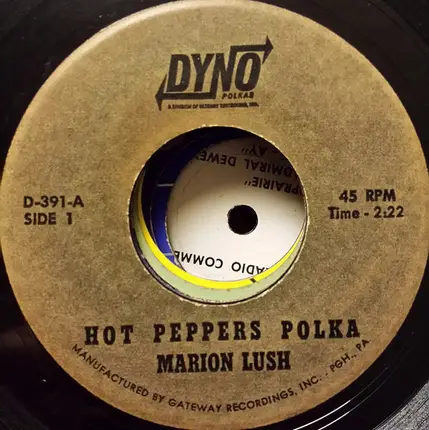 DYNO
POLKAS
A DIVISION OF GATEWAY RECORDINGS, INC.
D-391-A
SIDE 1
45 RPM
Time - 2:22
"PRAIRIE"
ADMIRAL DEWEY
RADIO COMME
HOT PEPPERS POLKA
MARION LUSH
MANUFACTURED BY GATEWAY RECORDINGS, INC., PGH., PA